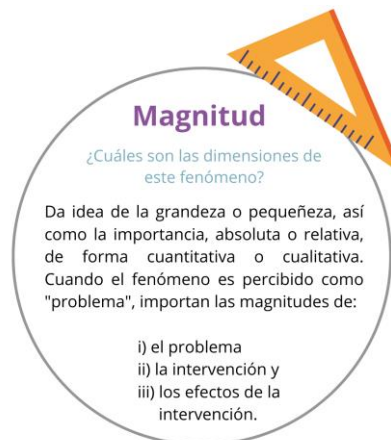 Magnitud
¿Cuáles son las dimensiones de
este fenómeno?
Da idea de la grandeza o pequeñeza, así
como la importancia, absoluta o relativa,
de forma cuantitativa o cualitativa.
Cuando el fenómeno es percibido como
"problema", importan las magnitudes de:
i) el problema
ii) la intervención y
iii) los efectos de la
intervención.